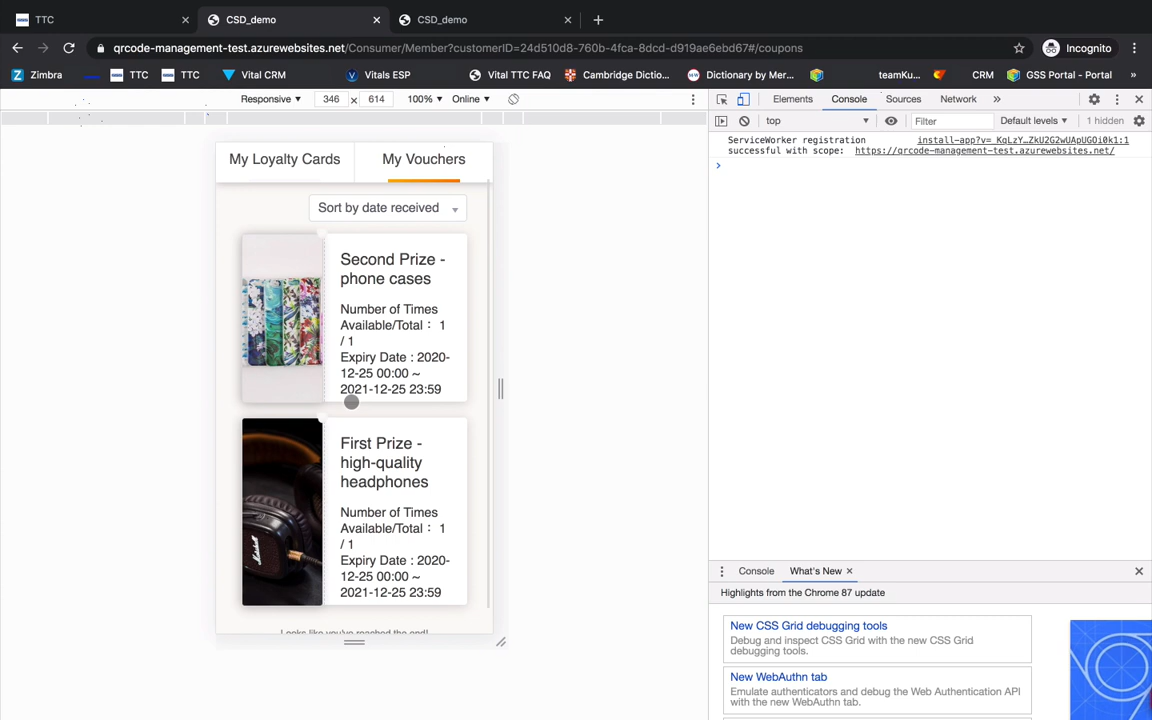 TTC
CSD_demo
CSD_demo
qrcode-management-test.azurewebsites.net/Consumer/Member?customerID=24d510d8-760b-4fca-8dcd-d919ae6ebd67#/coupons
Incognito
Zimbra
TTC
TTC
Vital CRM
Vitals ESP
Vital TTC FAQ
Cambridge Dictio...
Dictionary by Mer...
teamKu...
CRM
GSS Portal - Portal
»
Responsive ▼ 346 × 614 100% ▼ Online ▼
Elements Console Sources Network »
top ▼ Filter Default levels ▼ 1 hidden
ServiceWorker registration
successful with scope: https://qrcode-management-test.azurewebsites.net/
My Loyalty Cards
My Vouchers
Sort by date received
Second Prize -
phone cases
Number of Times
Available/Total： 1
/ 1
Expiry Date : 2020-
12-25 00:00 ~
2021-12-25 23:59
First Prize -
high-quality
headphones
Marshall
Number of Times
Available/Total： 1
/ 1
Expiry Date : 2020-
12-25 00:00 ~
2021-12-25 23:59
Looks like you've reached the end!
Console What's New ×
Highlights from the Chrome 87 update
New CSS Grid debugging tools
Debug and inspect CSS Grid with the new CSS Grid
debugging tools.
New WebAuthn tab
Emulate authenticators and debug the Web Authentication API
with the new WebAuthn tab.